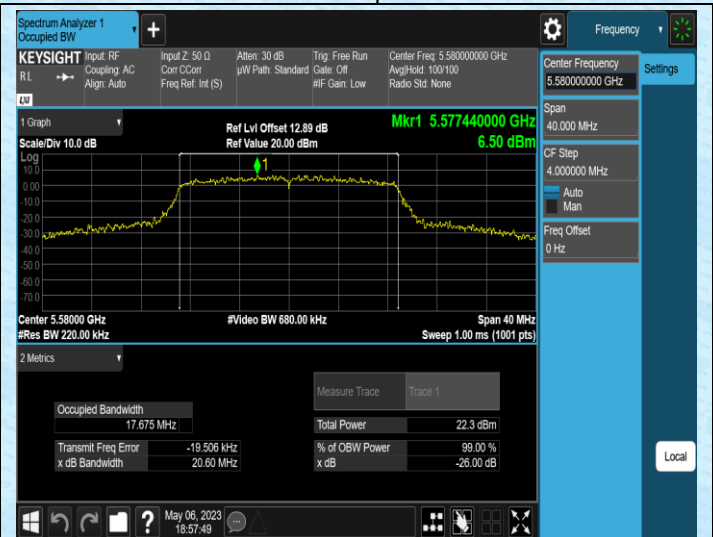 Spectrum Analyzer 1
Occupied BW
+
Frequency
KEYSIGHT
R L
LXI
Input: RF
Coupling: AC
Align: Auto
Input Z: 50 Ω
Corr CCorr
Freq Ref: Int (S)
Atten: 30 dB
µW Path: Standard
Trig: Free Run
Gate: Off
#IF Gain: Low
Center Freq: 5.580000000 GHz
Avg|Hold: 100/100
Radio Std: None
Center Frequency
5.580000000 GHz
Settings
Span
40.000 MHz
CF Step
4.000000 MHz
Auto
Man
Freq Offset
0 Hz
1 Graph
Scale/Div 10.0 dB
Ref Lvl Offset 12.89 dB
Ref Value 20.00 dBm
Mkr1 5.577440000 GHz
6.50 dBm
Log
1
10.0
0.00
-10.0
-20.0
-30.0
-40.0
-50.0
-60.0
-70.0
Center 5.58000 GHz
#Res BW 220.00 kHz
#Video BW 680.00 kHz
Span 40 MHz
Sweep 1.00 ms (1001 pts)
2 Metrics
Measure Trace Trace 1
Occupied Bandwidth
17.675 MHz
Total Power 22.3 dBm
Transmit Freq Error -19.506 kHz
% of OBW Power 99.00 %
x dB Bandwidth 20.60 MHz
x dB -26.00 dB
Local
?
May 06, 2023
18:57:49